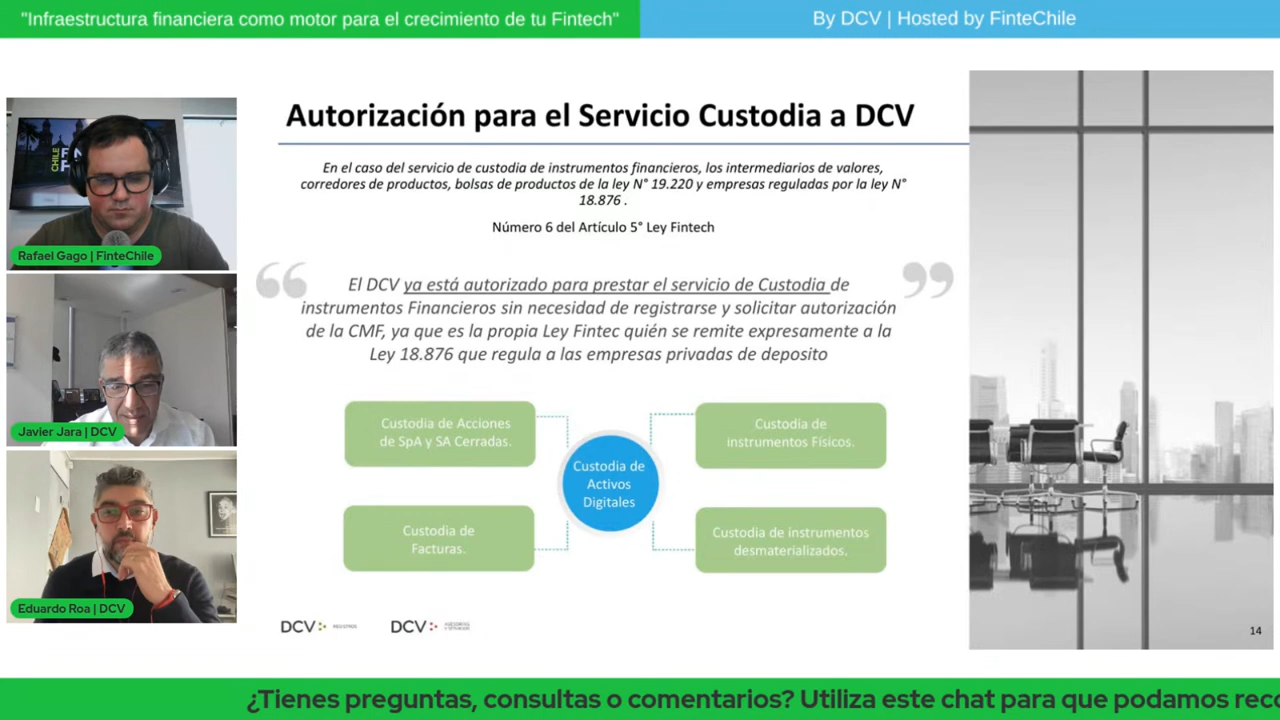 "Infraestructura financiera como motor para el crecimiento de tu Fintech"
By DCV | Hosted by FinteChile
Autorización para el Servicio Custodia a DCV
En el caso del servicio de custodia de instrumentos financieros, los intermediarios de valores,
corredores de productos, bolsas de productos de la ley N° 19.220 y empresas reguladas por la ley N°
18.876 .
Número 6 del Artículo 5° Ley Fintech
“ El DCV ya está autorizado para prestar el servicio de Custodia de ”
instrumentos Financieros sin necesidad de registrarse y solicitar autorización
de la CMF, ya que es la propia Ley Fintec quién se remite expresamente a la
Ley 18.876 que regula a las empresas privadas de deposito
Custodia de Acciones
de SpA y SA Cerradas.
Custodia de
instrumentos Físicos.
Custodia de
Activos
Digitales
Custodia de
Facturas.
Custodia de instrumentos
desmaterializados.
CHILE
Rafael Gago | FinteChile
Javier Jara | DCV
Eduardo Roa | DCV
DCV REGISTROS
DCV
14
¿Tienes preguntas, consultas o comentarios? Utiliza este chat para que podamos rec